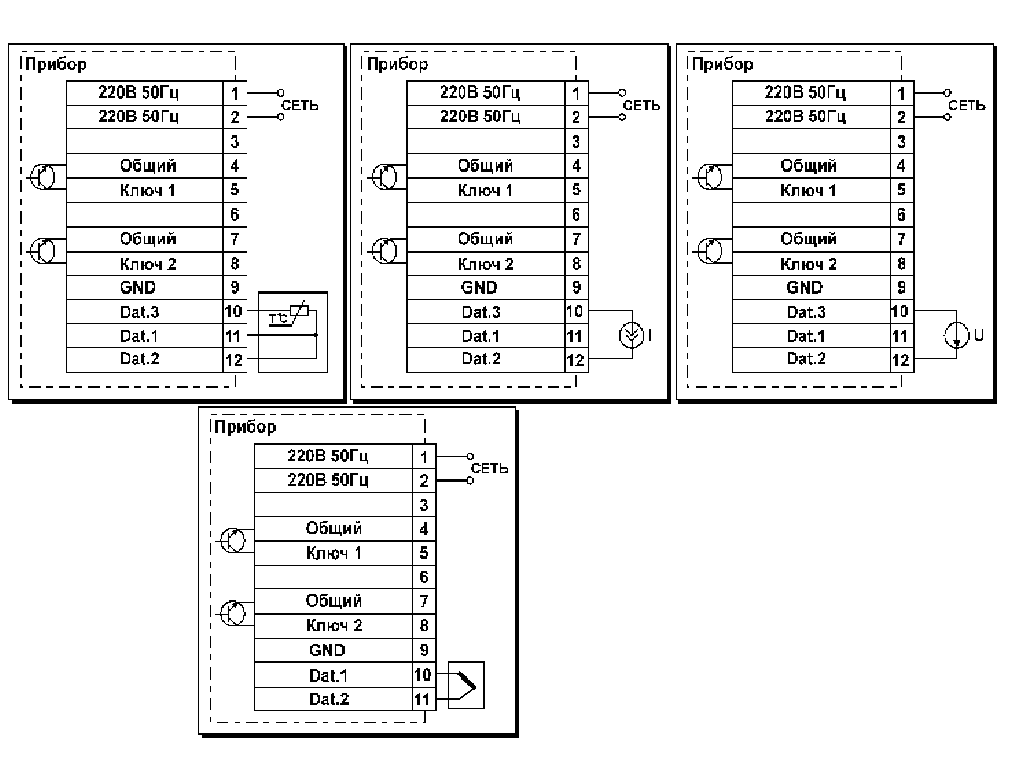 Прибор
220В 50Гц 1
СЕТЬ
220В 50Гц 2
3
Общий 4
Ключ 1 5
6
Общий 7
Ключ 2 8
GND 9
Dat.3 10
t°C
Dat.1 11
Dat.2 12
Прибор
220В 50Гц 1
СЕТЬ
220В 50Гц 2
3
Общий 4
Ключ 1 5
6
Общий 7
Ключ 2 8
GND 9
Dat.3 10
Dat.1 11 I
Dat.2 12
Прибор
220В 50Гц 1
СЕТЬ
220В 50Гц 2
3
Общий 4
Ключ 1 5
6
Общий 7
Ключ 2 8
GND 9
Dat.3 10
Dat.1 11 U
Dat.2 12
Прибор
220В 50Гц 1
СЕТЬ
220В 50Гц 2
3
Общий 4
Ключ 1 5
6
Общий 7
Ключ 2 8
GND 9
Dat.1 10
Dat.2 11